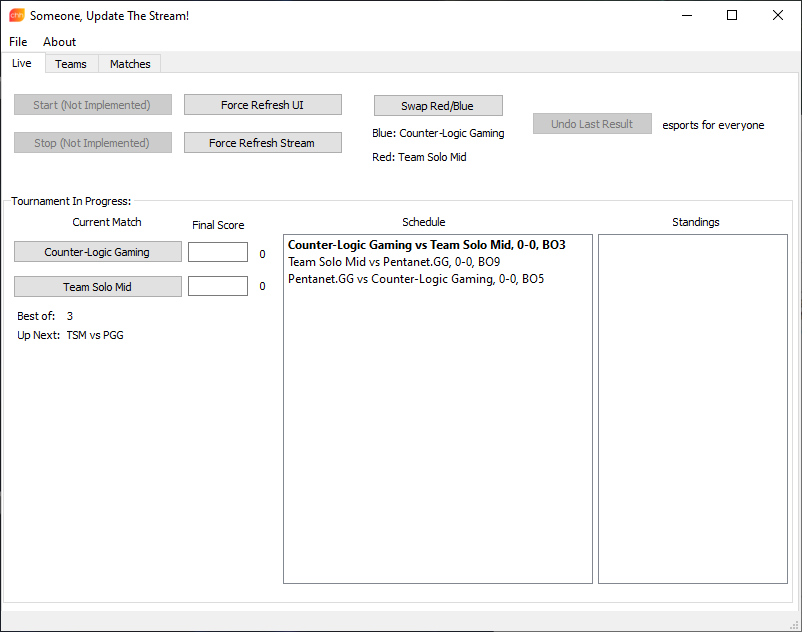 Someone, Update The Stream!
File About
Live Teams Matches
Start (Not Implemented) Force Refresh UI Swap Red/Blue
Undo Last Result esports for everyone
Blue: Counter-Logic Gaming
Stop (Not Implemented) Force Refresh Stream
Red: Team Solo Mid
Tournament In Progress:
Current Match Final Score Schedule Standings
Counter-Logic Gaming 0
Team Solo Mid 0
Best of: 3
Up Next: TSM vs PGG
Counter-Logic Gaming vs Team Solo Mid, 0-0, BO3
Team Solo Mid vs Pentanet.GG, 0-0, BO9
Pentanet.GG vs Counter-Logic Gaming, 0-0, BO5